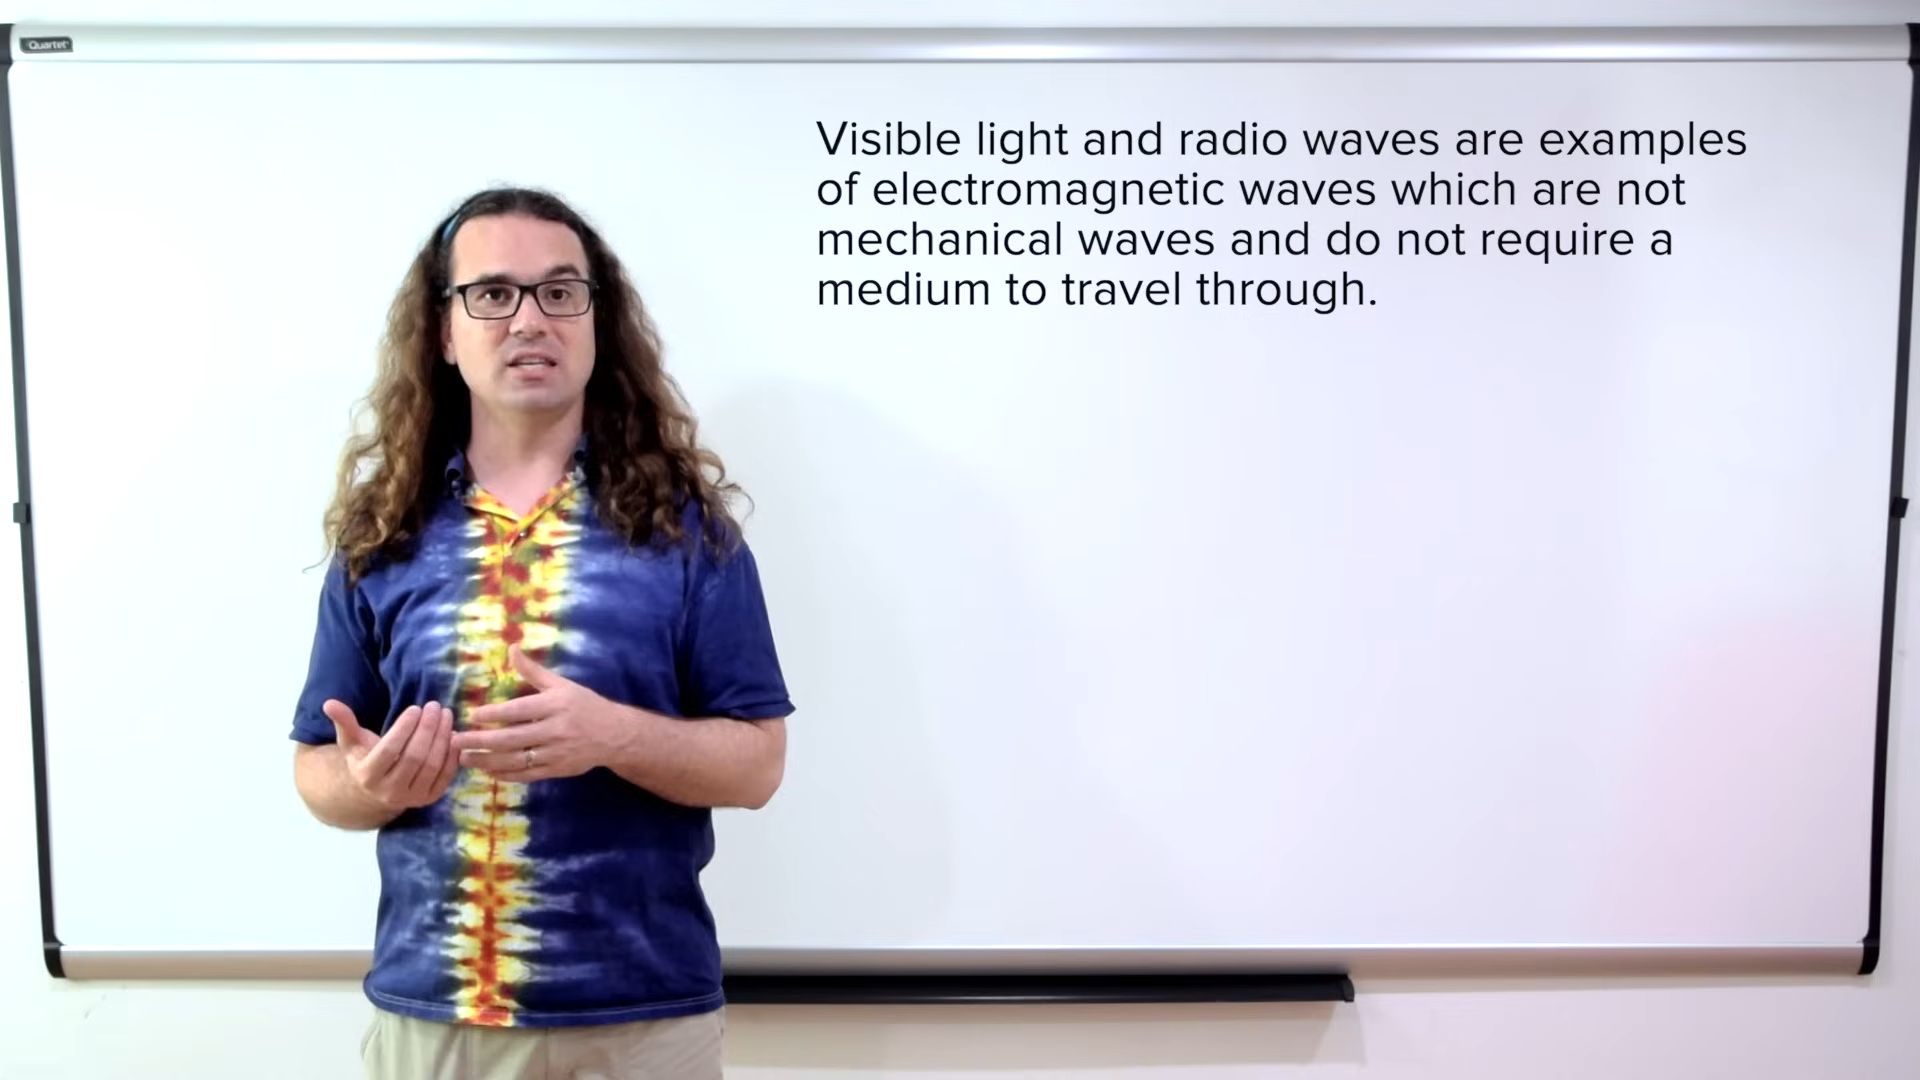 Quartet
Visible light and radio waves are examples
of electromagnetic waves which are not
mechanical waves and do not require a
medium to travel through.